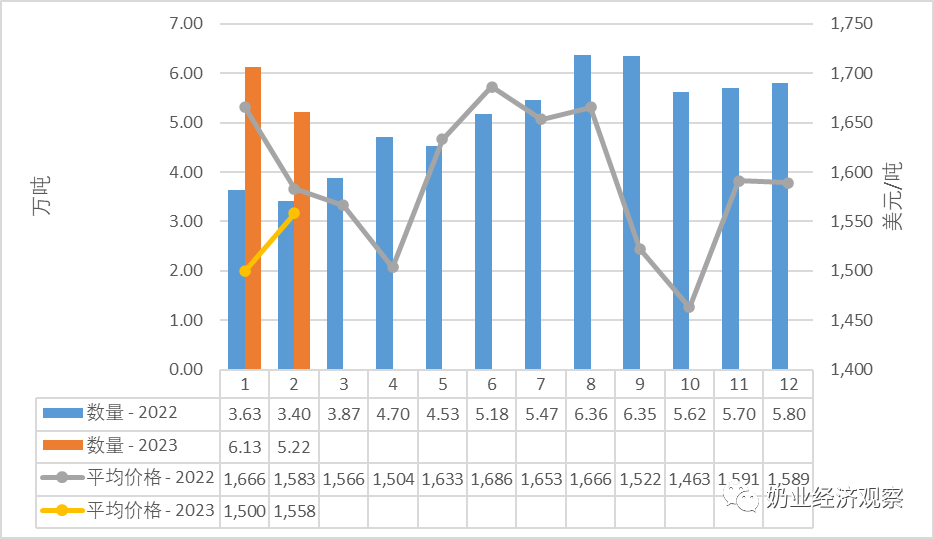 7.00 1,750
6.00 1,700
5.00 1,650
4.00 1,600
3.00 1,550
2.00 1,500
1.00 1,450
0.00 1,400
万吨
美元/吨
1 2 3 4 5 6 7 8 9 10 11 12
数量 - 2022 3.63 3.40 3.87 4.70 4.53 5.18 5.47 6.36 6.35 5.62 5.70 5.80
数量 - 2023 6.13 5.22
平均价格 - 2022 1,666 1,583 1,566 1,504 1,633 1,686 1,653 1,666 1,522 1,463 1,591 1,589
平均价格 - 2023 1,500 1,558
奶业经济观察